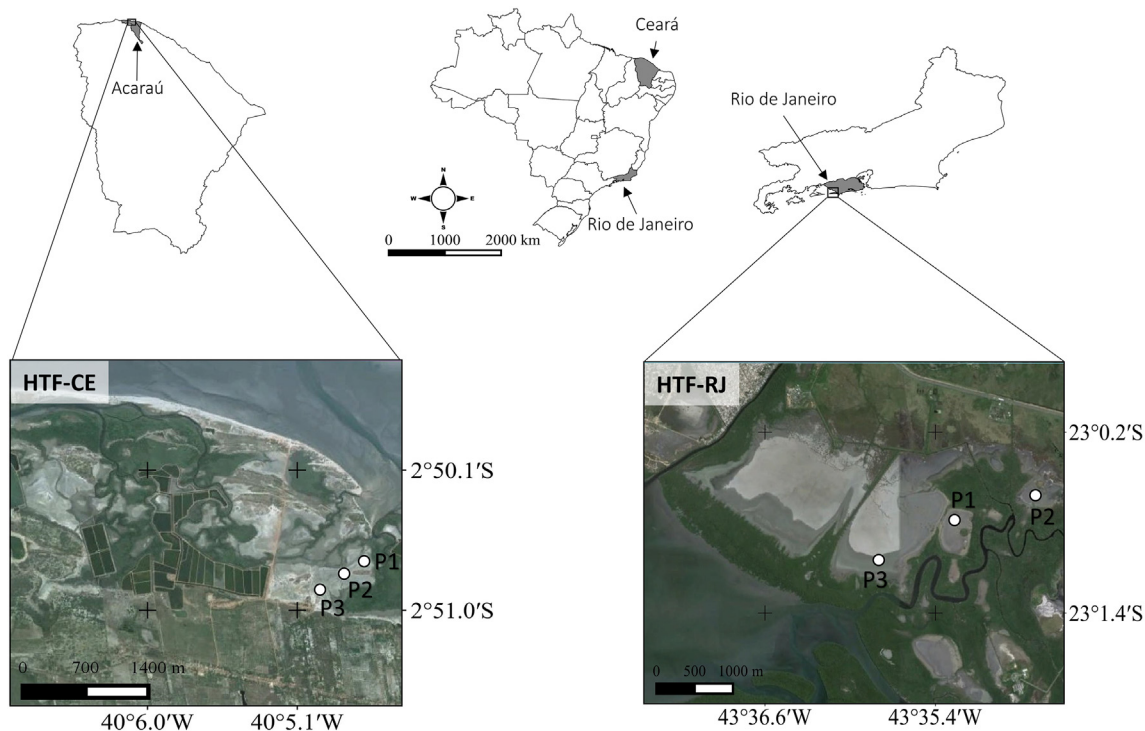 Acaraú
Ceará
Rio de Janeiro
N
W
E
S
0 1000 2000 km
Rio de Janeiro
HTF-CE
P1
P2
P3
2°50.1′S
2°51.0′S
0 700 1400 m
40°6.0′W 40°5.1′W
HTF-RJ
P1
P2
P3
23°0.2′S
23°1.4′S
0 500 1000 m
43°36.6′W 43°35.4′W